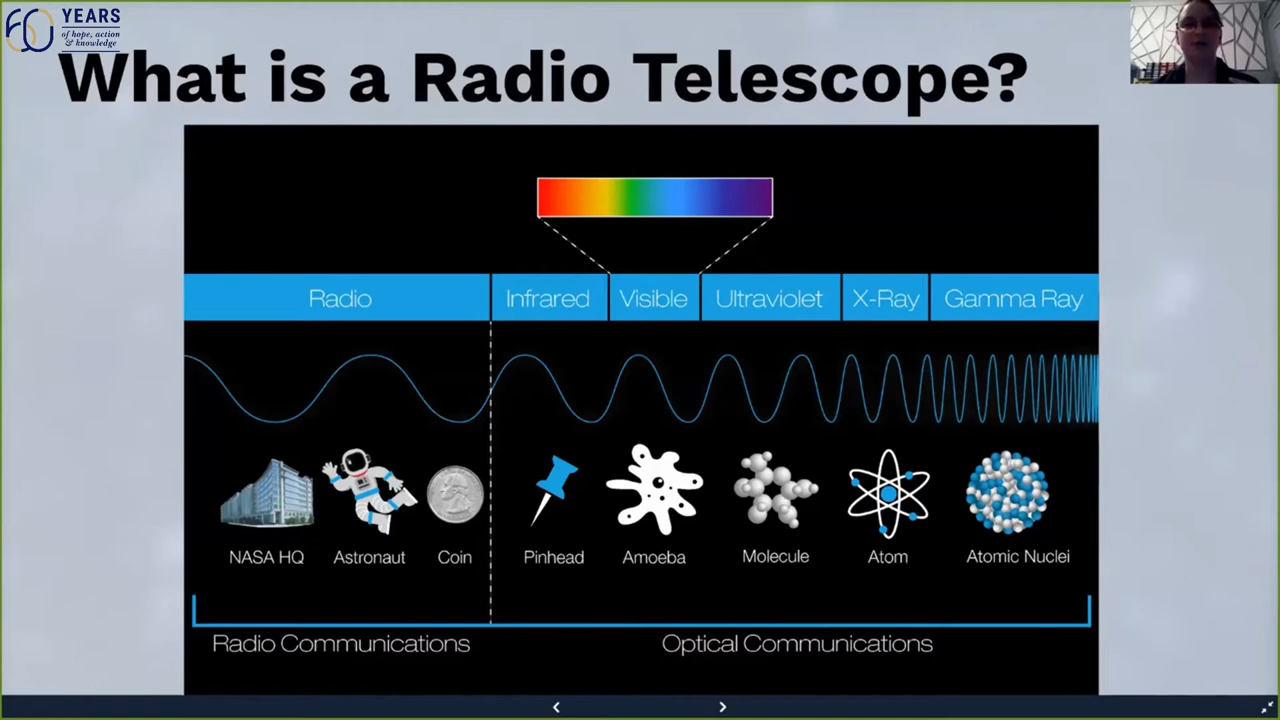 60 YEARS
of hope, action
& knowledge
What is a Radio Telescope?
Radio Infrared Visible Ultraviolet X-Ray Gamma Ray
NASA HQ Astronaut Coin Pinhead Amoeba Molecule Atom Atomic Nuclei
Radio Communications Optical Communications